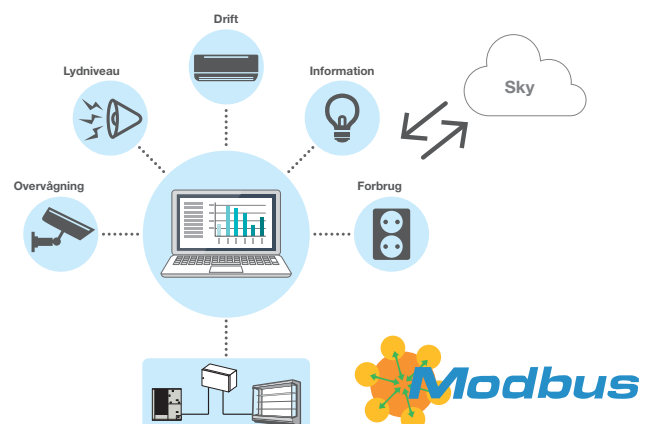 Drift
Lydniveau
Information
Sky
Overvågning
Forbrug
Modbus